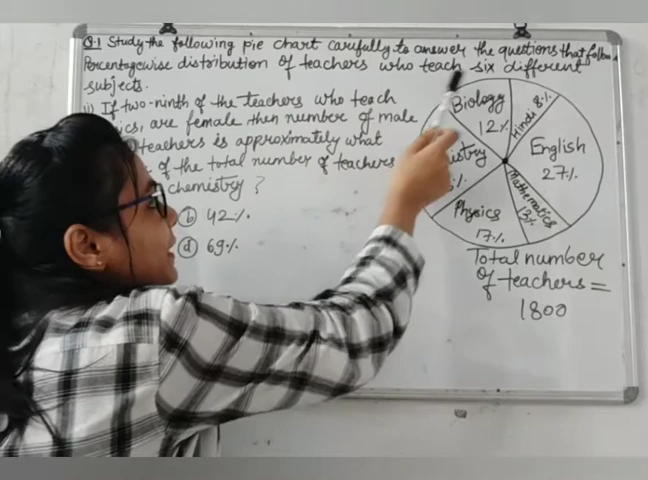 Q.1 Study the following pie chart carefully to answer the questions that follow
Percentagewise distribution of teachers who teach six different
subjects.
i) If two-ninth of the teachers who teach
ics, are female then number of male
teachers is approximately what
of the total number of teachers
chemistry?
(b) 42%.
(d) 69%.
Biology
12%
Hindi 8%.
English
27%.
istry
%.
Mathematics
13%
Physics
17%.
Total number
of teachers =
1800